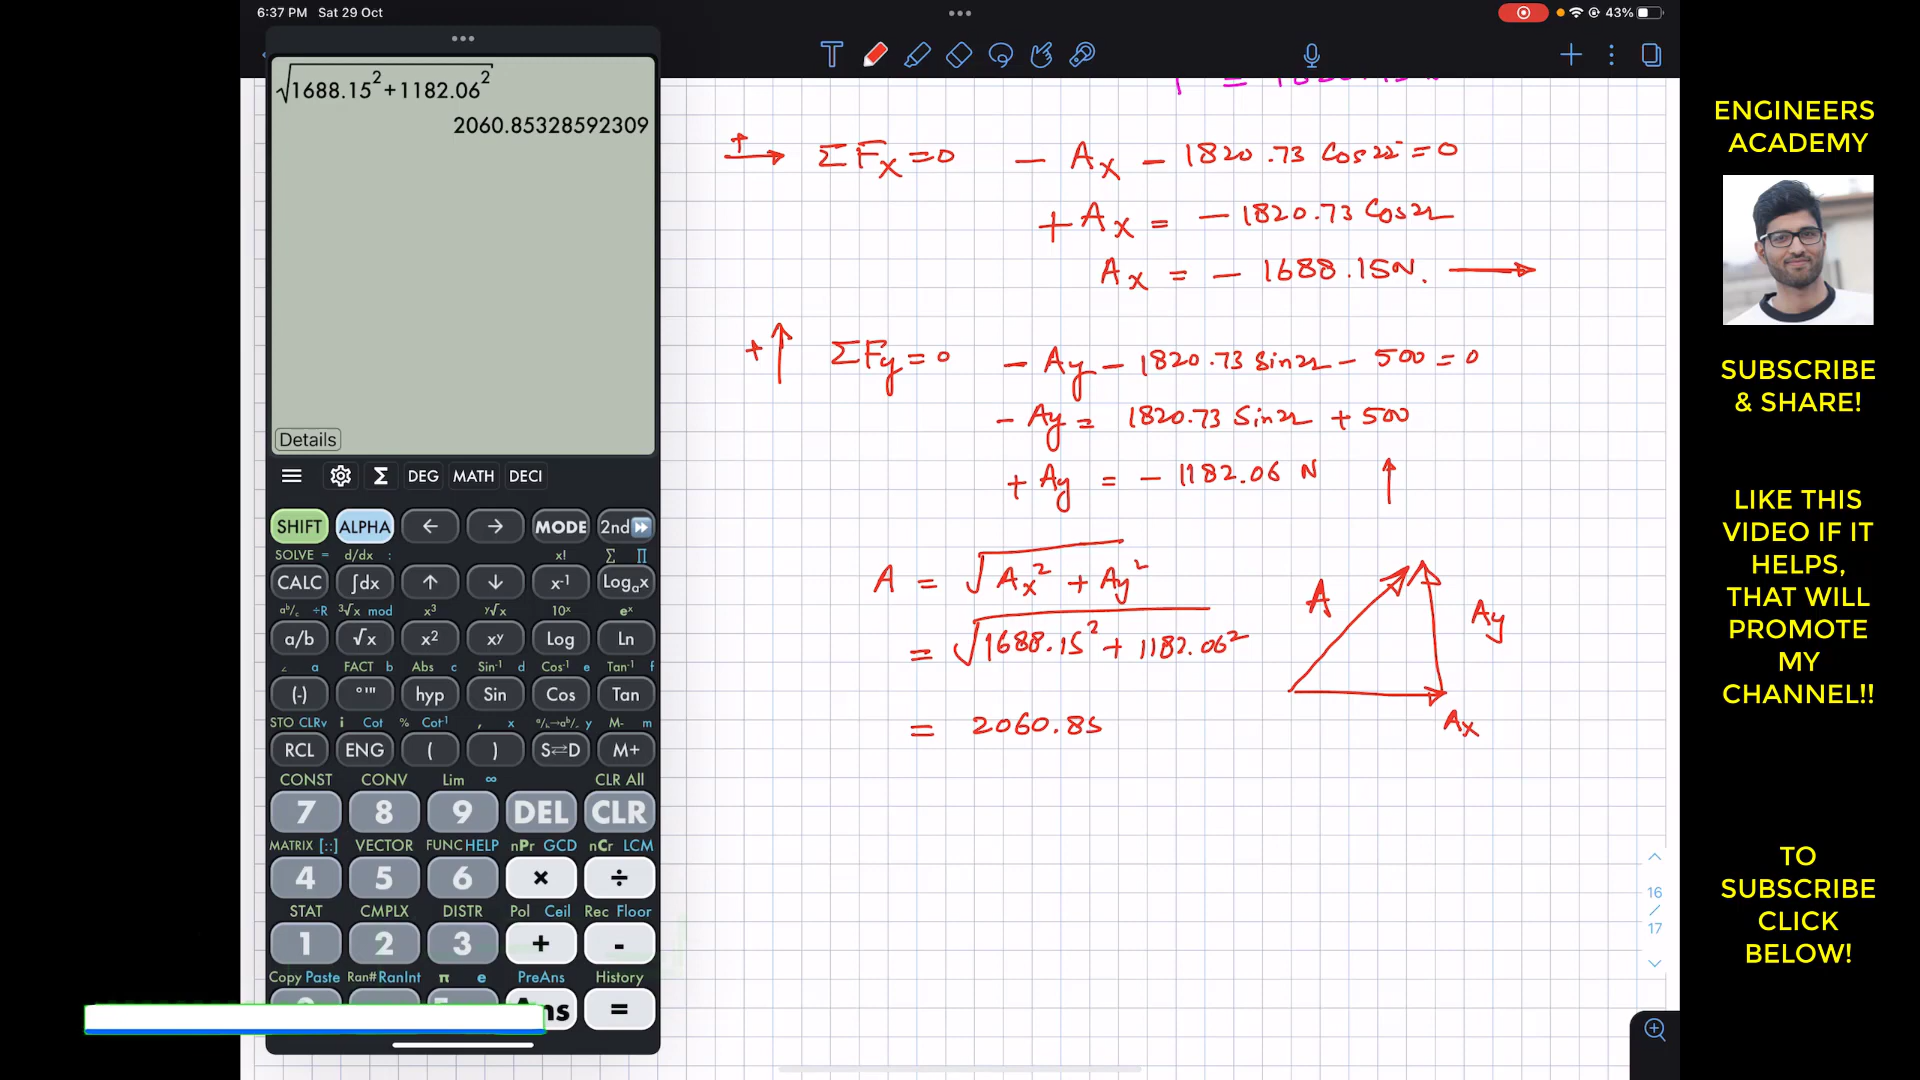 6:37 PM Sat 29 Oct
43%
√1688.15²+1182.06²
2060.85328592309
Details
DEG MATH DECI
SHIFT ALPHA ← → MODE 2nd
SOLVE = d/dx : x! Σ ∏
CALC ∫dx ↑ ↓ x-1 Logax
ab/c ÷R ³√x mod x³ y√x 10x ex
a/b √x x² xy Log Ln
∠ a FACT b Abs c Sin-1 d Cos-1 e Tan-1 f
(-) °'" hyp Sin Cos Tan
STO CLRv i Cot % Cot-1 , x y M- m
RCL ENG ( ) S⇄D M+
CONST CONV Lim ∞ CLR All
7 8 9 DEL CLR
MATRIX [::] VECTOR FUNC HELP nPr GCD nCr LCM
4 5 6 × ÷
STAT CMPLX DISTR Pol Ceil Rec Floor
1 2 3 + -
Copy Paste Ran# RanInt π e PreAns History
=
+ → ΣFx = 0 - Ax - 1820.73 Cos22 = 0
+ Ax = - 1820.73 Cos22
Ax = - 1688.15N. →
+ ↑ ΣFy = 0 - Ay - 1820.73 Sin22 - 500 = 0
- Ay = 1820.73 Sin22 + 500
+ Ay = - 1182.06 N ↑
A = √Ax² + Ay²
= √1688.15² + 1182.06²
= 2060.85
A
Ay
Ax
16
/
17
ENGINEERS
ACADEMY
SUBSCRIBE
& SHARE!
LIKE THIS
VIDEO IF IT
HELPS,
THAT WILL
PROMOTE
MY
CHANNEL!!
TO
SUBSCRIBE
CLICK
BELOW!